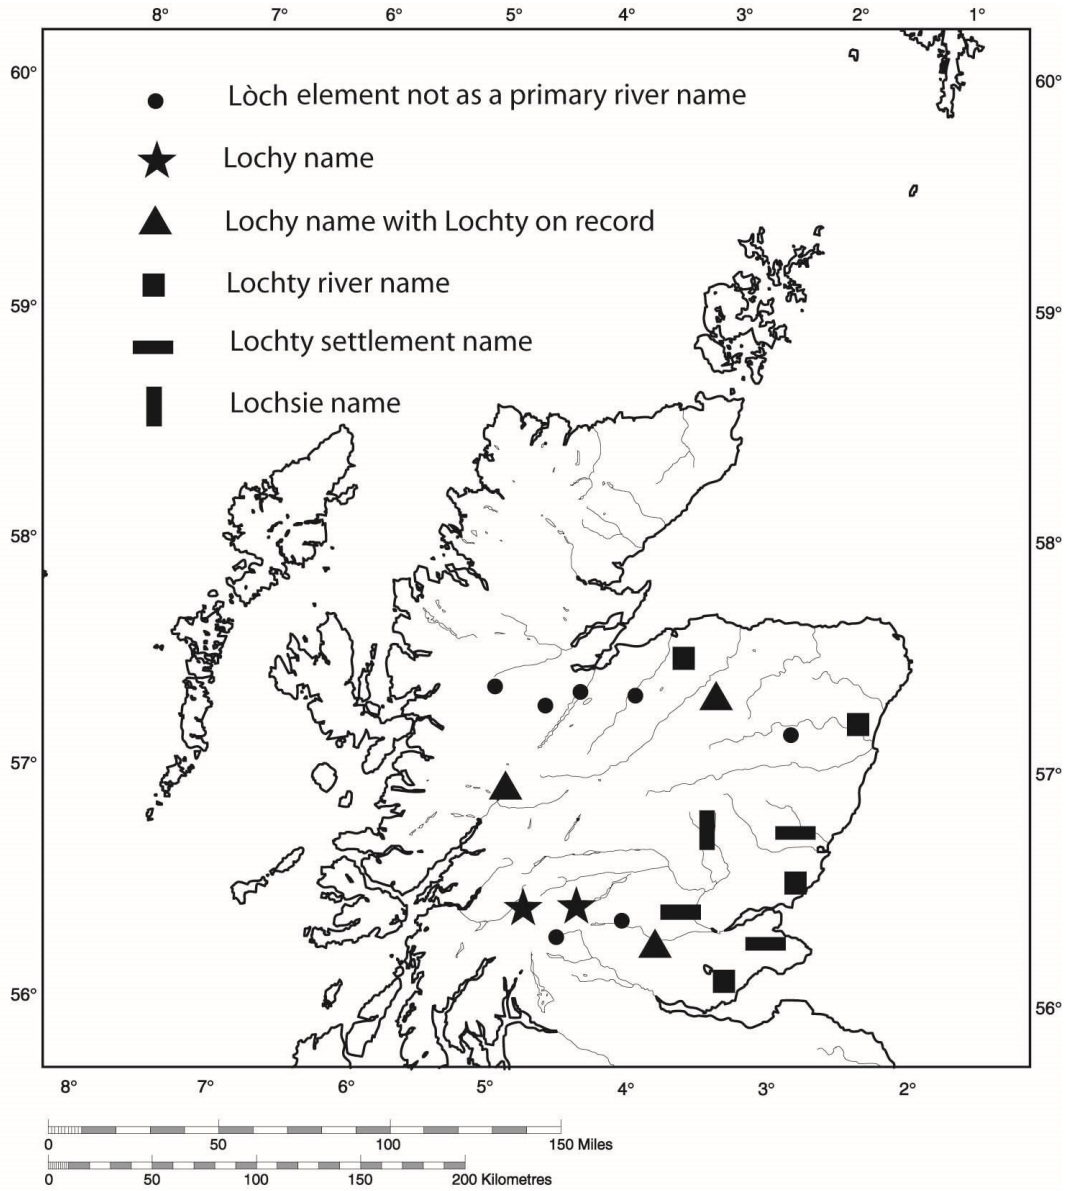 8° 7° 6° 5° 4° 3° 2° 1°
60° 60°
Lòch element not as a primary river name
Lochy name
Lochy name with Lochty on record
Lochty river name
59° 59°
Lochty settlement name
Lochsie name
58° 58°
57° 57°
56° 56°
8° 7° 6° 5° 4° 3° 2°
0 50 100 150 Miles
0 50 100 150 200 Kilometres